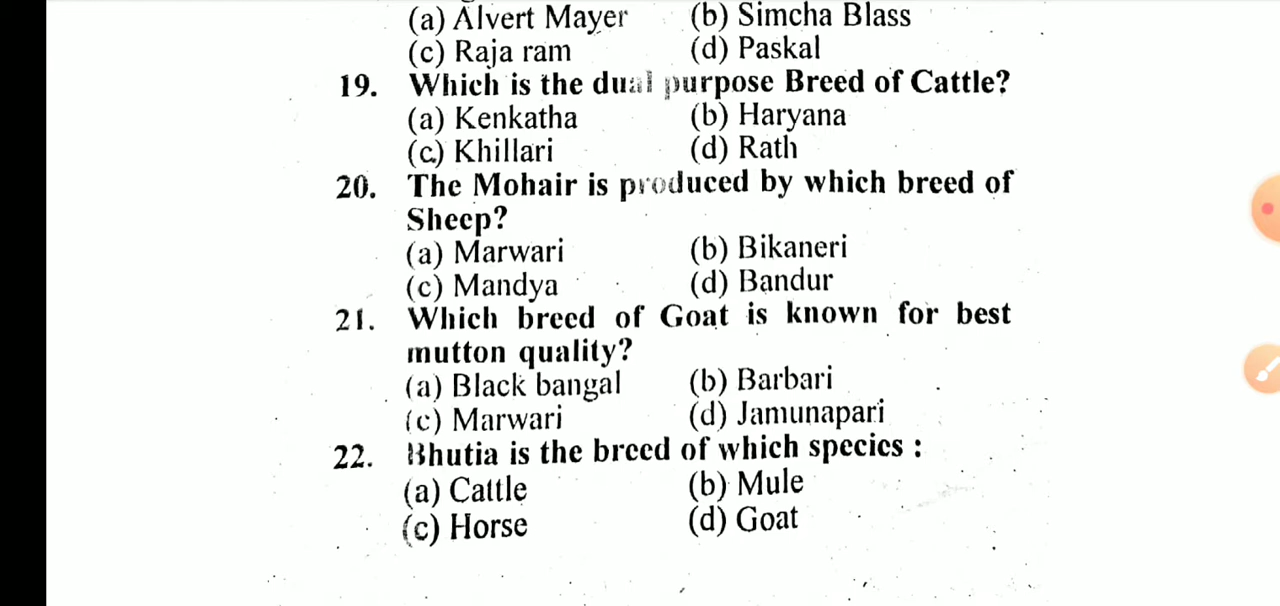 (a) Alvert Mayer (b) Simcha Blass
(c) Raja ram (d) Paskal
19. Which is the dual purpose Breed of Cattle?
(a) Kenkatha (b) Haryana
(c) Khillari (d) Rath
20. The Mohair is produced by which breed of
Sheep?
(a) Marwari (b) Bikaneri
(c) Mandya (d) Bandur
21. Which breed of Goat is known for best
mutton quality?
(a) Black bangal (b) Barbari
(c) Marwari (d) Jamunapari
22. Bhutia is the breed of which species :
(a) Cattle (b) Mule
(c) Horse (d) Goat